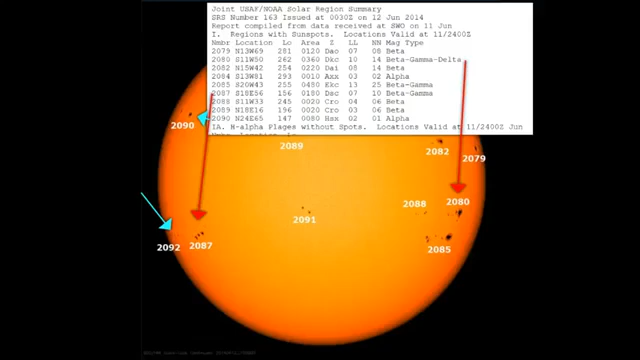 Joint USAF/NOAA Solar Region Summary
SRS Number 163 Issued at 0030Z on 12 Jun 2014
Report compiled from data received at SWO on 11 Jun
I. Regions with Sunspots. Locations Valid at 11/2400Z
Nmbr Location Lo Area Z LL NN Mag Type
2079 N13W69 281 0120 Dao 07 08 Beta
2080 S11W50 262 0360 Dkc 10 14 Beta-Gamma-Delta
2082 N15W42 254 0220 Dai 08 14 Beta
2084 S13W81 293 0010 Axx 03 02 Alpha
2085 S20W43 255 0480 Ekc 13 25 Beta-Gamma
2087 S18E56 156 0180 Dsc 07 10 Beta-Gamma
2088 S11W33 245 0020 Cro 04 06 Beta
2089 N18E16 196 0020 Cro 03 06 Beta
2090 N24E65 147 0080 Hsx 02 01 Alpha
IA. H-alpha Plages without Spots. Locations Valid at 11/2400Z Jun
2090
2089
2082
2079
2088
2080
2091
2092
2087
2085